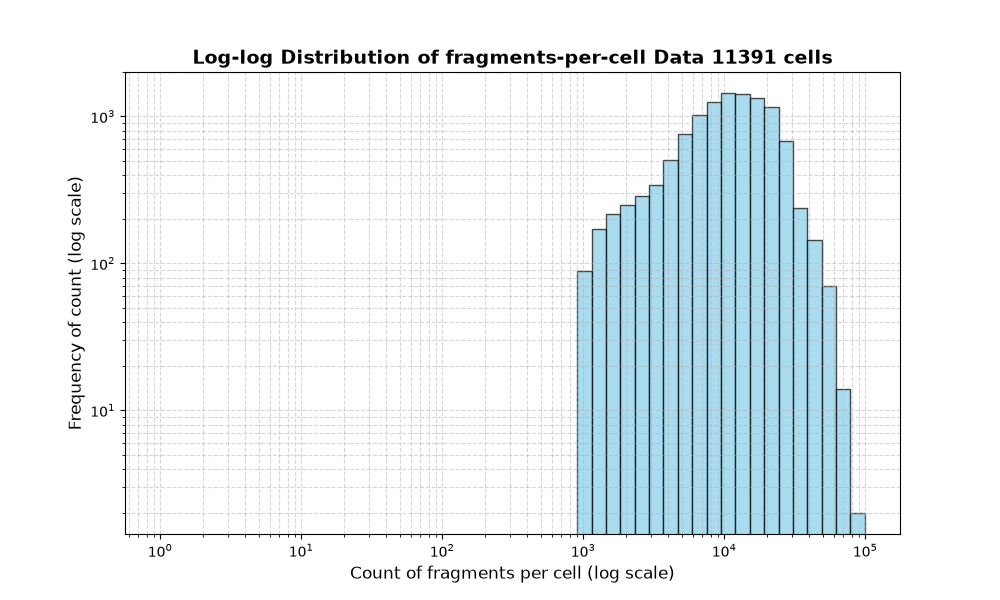 Log-log Distribution of fragments-per-cell Data 11391 cells
Frequency of count (log scale)
10³
10²
10¹
10⁰ 10¹ 10² 10³ 10⁴ 10⁵
Count of fragments per cell (log scale)